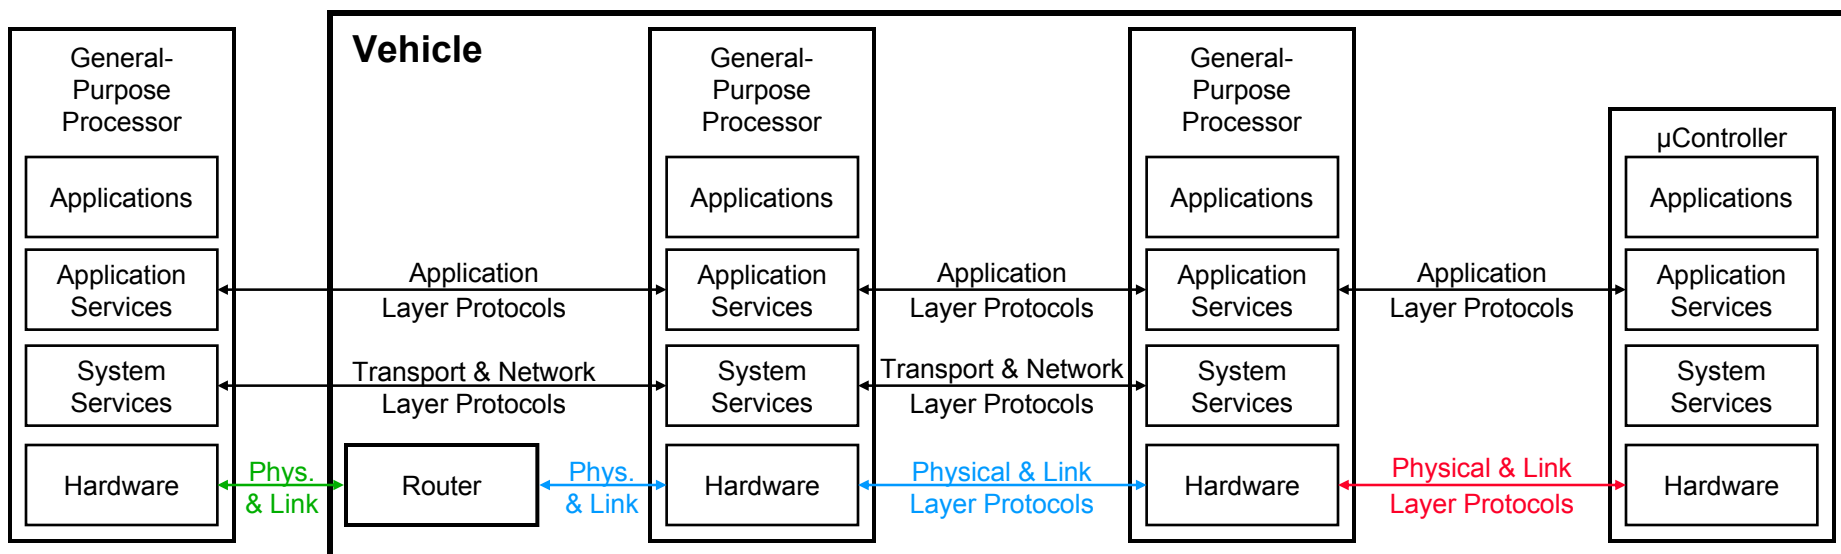 Vehicle
General-
Purpose
Processor
Applications
Application
Services
System
Services
Hardware
Application
Layer Protocols
Transport & Network
Layer Protocols
Phys.
& Link
Router
Phys.
& Link
General-
Purpose
Processor
Applications
Application
Services
System
Services
Hardware
Application
Layer Protocols
Transport & Network
Layer Protocols
Physical & Link
Layer Protocols
General-
Purpose
Processor
Applications
Application
Services
System
Services
Hardware
Application
Layer Protocols
Physical & Link
Layer Protocols
µController
Applications
Application
Services
System
Services
Hardware